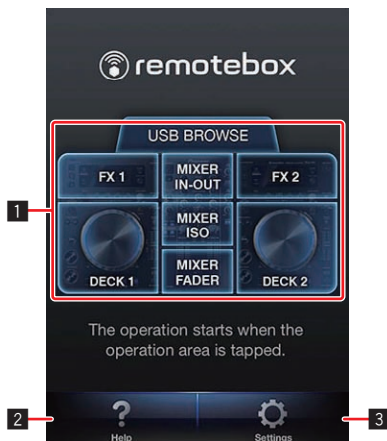 remotebox
USB BROWSE
FX 1
MIXER
IN-OUT
FX 2
1
MIXER
ISO
DECK 1
MIXER
FADER
DECK 2
The operation starts when the
operation area is tapped.
2
?
3
Help
Settings